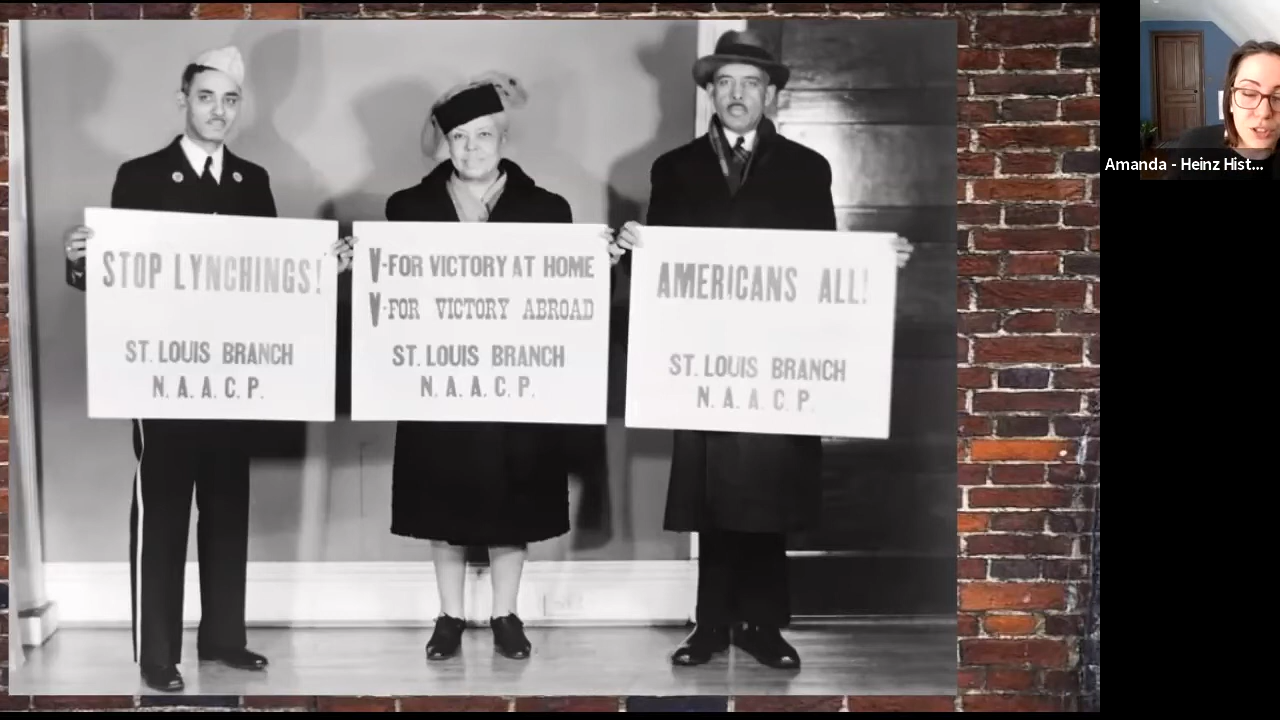 STOP LYNCHINGS!
ST. LOUIS BRANCH
N. A. A. C. P.
V-FOR VICTORY AT HOME
V-FOR VICTORY ABROAD
ST. LOUIS BRANCH
N. A. A. C. P.
AMERICANS ALL!
ST. LOUIS BRANCH
N. A. A. C. P.
Amanda - Heinz Hist...